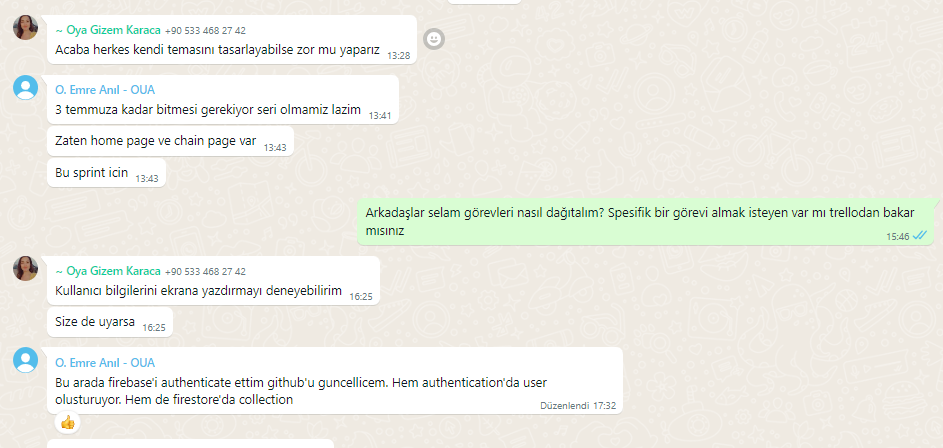 ~ Oya Gizem Karaca +90 533 468 27 42
Acaba herkes kendi temasını tasarlayabilse zor mu yaparız 13:28
O. Emre Anıl - OUA
3 temmuza kadar bitmesi gerekiyor seri olmamiz lazim 13:41
Zaten home page ve chain page var 13:43
Bu sprint icin 13:43
Arkadaşlar selam görevleri nasıl dağıtalım? Spesifik bir görevi almak isteyen var mı trellodan bakar
mısınız 15:46
~ Oya Gizem Karaca +90 533 468 27 42
Kullanıcı bilgilerini ekrana yazdırmayı deneyebilirim 16:25
Size de uyarsa 16:25
O. Emre Anıl - OUA
Bu arada firebase'i authenticate ettim github'u guncellicem. Hem authentication'da user
olusturuyor. Hem de firestore'da collection Düzenlendi 17:32